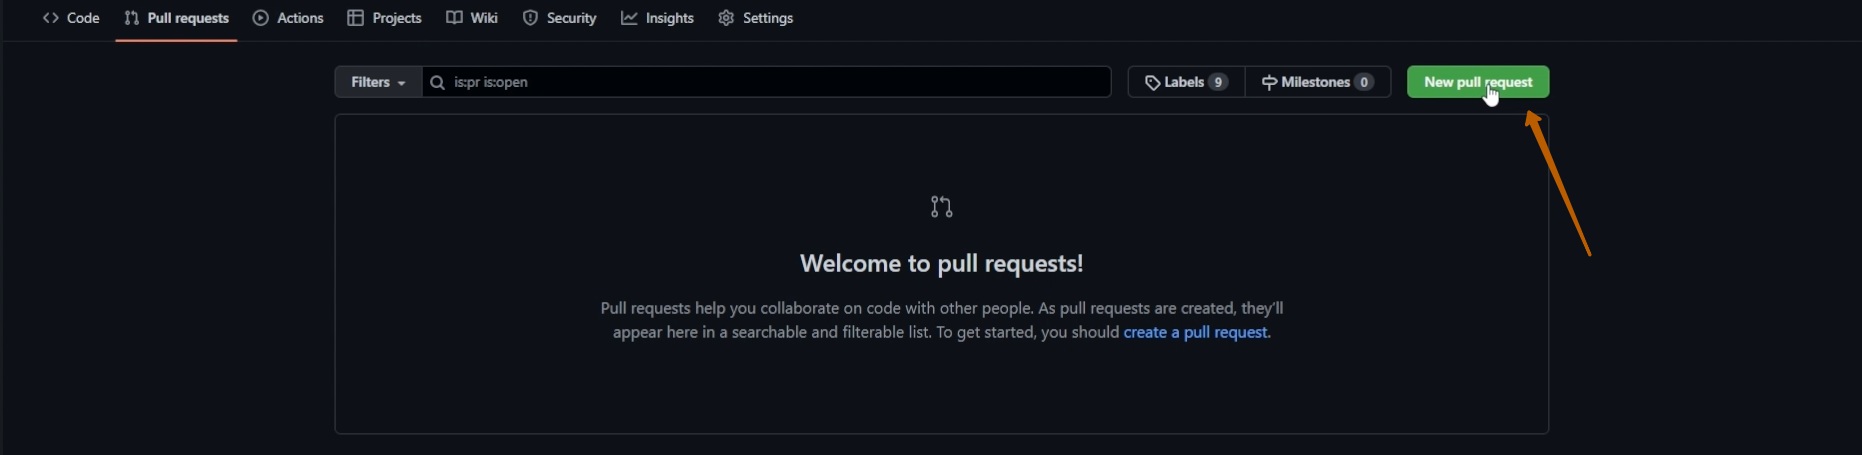 Code Pull requests Actions Projects Wiki Security Insights Settings
Filters is:pr is:open Labels 9 Milestones 0 New pull request
Welcome to pull requests!
Pull requests help you collaborate on code with other people. As pull requests are created, they'll
appear here in a searchable and filterable list. To get started, you should create a pull request.